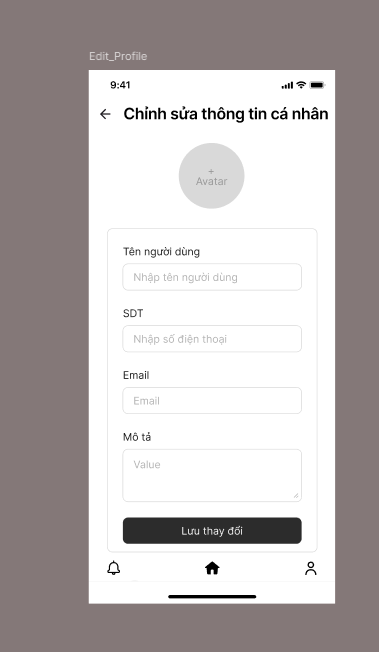 Edit_Profile
9:41
Chỉnh sửa thông tin cá nhân
+
Avatar
Tên người dùng
Nhập tên người dùng
SDT
Nhập số điện thoại
Email
Email
Mô tả
Value
Lưu thay đổi